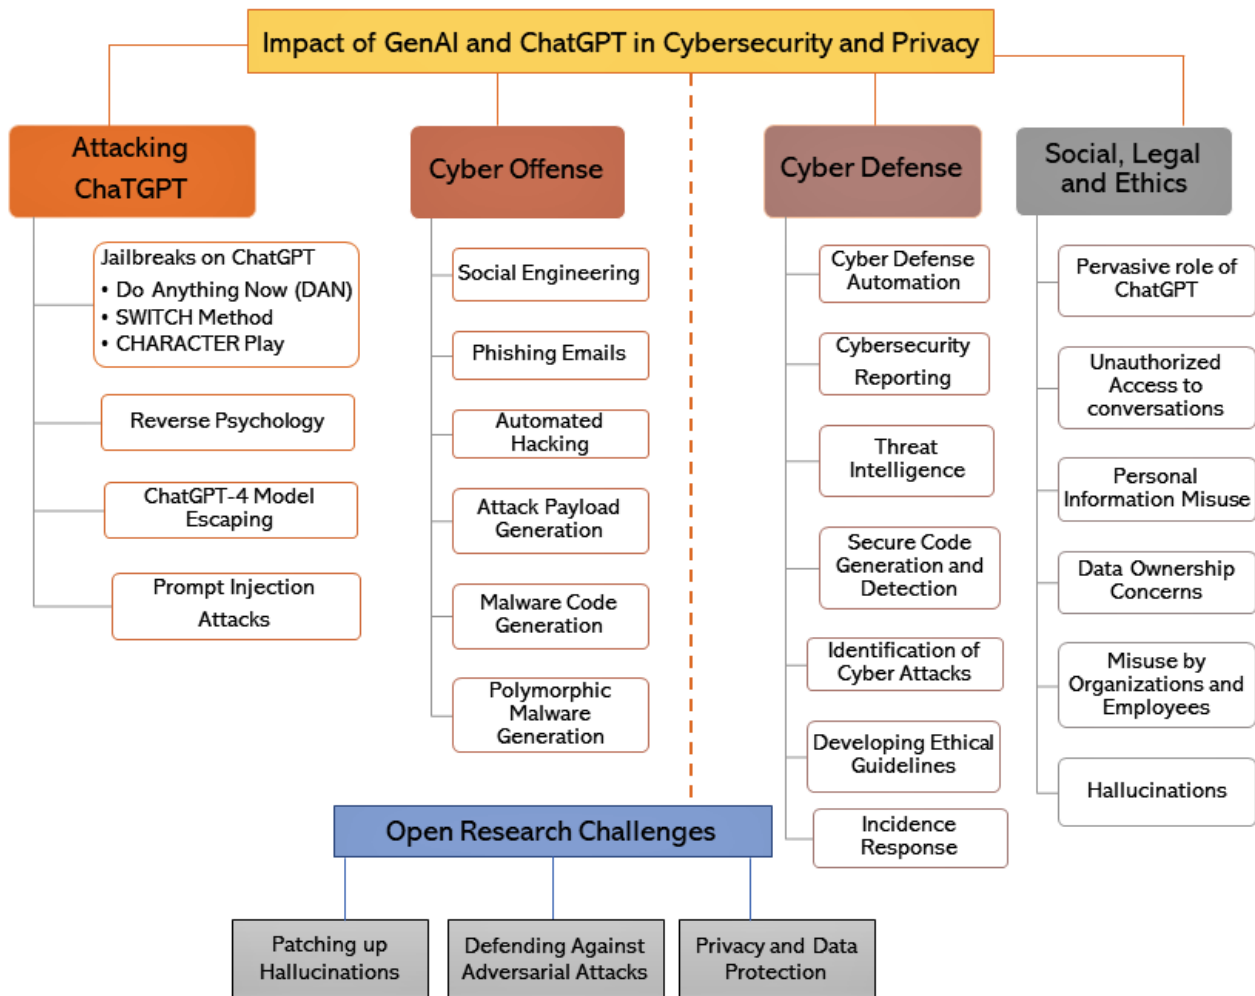 Impact of GenAI and ChatGPT in Cybersecurity and Privacy
Attacking
ChaTGPT
Jailbreaks on ChatGPT
• Do Anything Now (DAN)
• SWITCH Method
• CHARACTER Play
Reverse Psychology
ChatGPT-4 Model
Escaping
Prompt Injection
Attacks
Cyber Offense
Social Engineering
Phishing Emails
Automated
Hacking
Attack Payload
Generation
Malware Code
Generation
Polymorphic
Malware
Generation
Cyber Defense
Cyber Defense
Automation
Cybersecurity
Reporting
Threat
Intelligence
Secure Code
Generation and
Detection
Identification of
Cyber Attacks
Developing Ethical
Guidelines
Incidence
Response
Social, Legal
and Ethics
Pervasive role of
ChatGPT
Unauthorized
Access to
conversations
Personal
Information Misuse
Data Ownership
Concerns
Misuse by
Organizations and
Employees
Hallucinations
Open Research Challenges
Patching up
Hallucinations
Defending Against
Adversarial Attacks
Privacy and Data
Protection